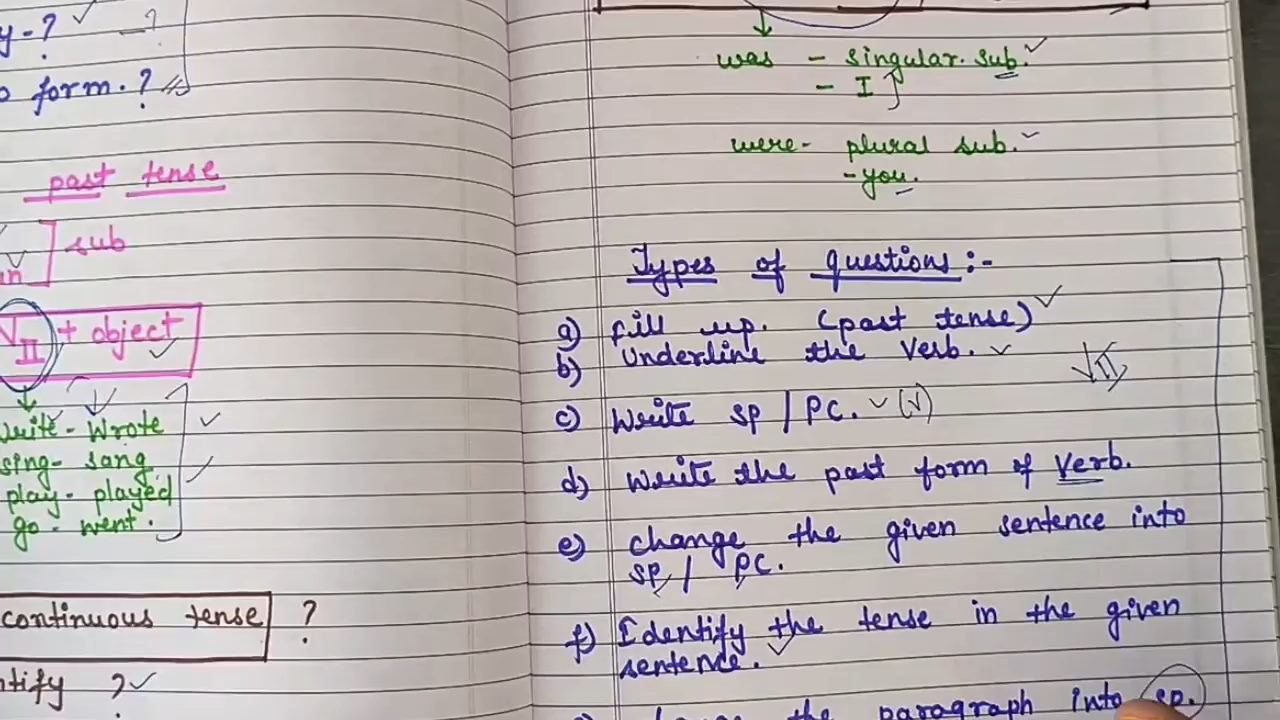 y-?
form. ?
past tense
sub
VII + object
write - wrote
sing - sang
play - played
go - went.
continuous tense ?
ntify ?
was - singular sub.
- I
were - plural sub.
- you.
Types of questions :-
a) fill up. (past tense)
b) Underline the verb.
VII
c) Write SP / PC.
d) Write the past form of verb.
e) change the given sentence into
SP / PC.
f) Identify the tense in the given
sentence.
the paragraph into SP.